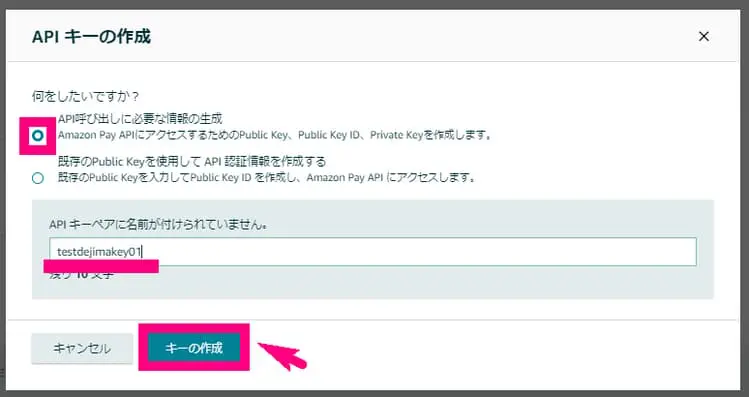 API キーの作成
何をしたいですか？
API呼び出しに必要な情報の生成
Amazon Pay APIにアクセスするためのPublic Key、Public Key ID、Private Keyを作成します。
既存のPublic Keyを使用して API 認証情報を作成する
既存のPublic Keyを入力してPublic Key ID を作成し、Amazon Pay API にアクセスします。
API キーペアに名前が付けられていません。
testdejimakey01
残り 10 文字
キャンセル
キーの作成